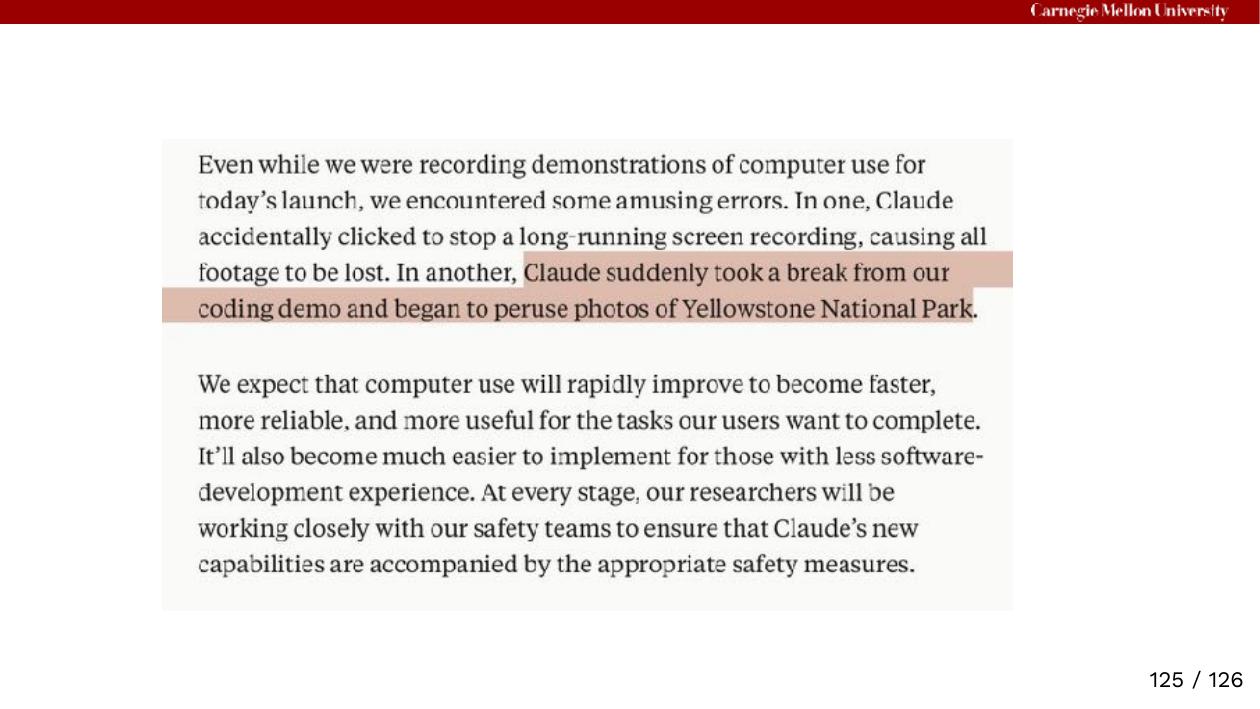 Carnegie Mellon University
Even while we were recording demonstrations of computer use for
today’s launch, we encountered some amusing errors. In one, Claude
accidentally clicked to stop a long-running screen recording, causing all
footage to be lost. In another, Claude suddenly took a break from our
coding demo and began to peruse photos of Yellowstone National Park.
We expect that computer use will rapidly improve to become faster,
more reliable, and more useful for the tasks our users want to complete.
It’ll also become much easier to implement for those with less software-
development experience. At every stage, our researchers will be
working closely with our safety teams to ensure that Claude’s new
capabilities are accompanied by the appropriate safety measures.
125 / 126